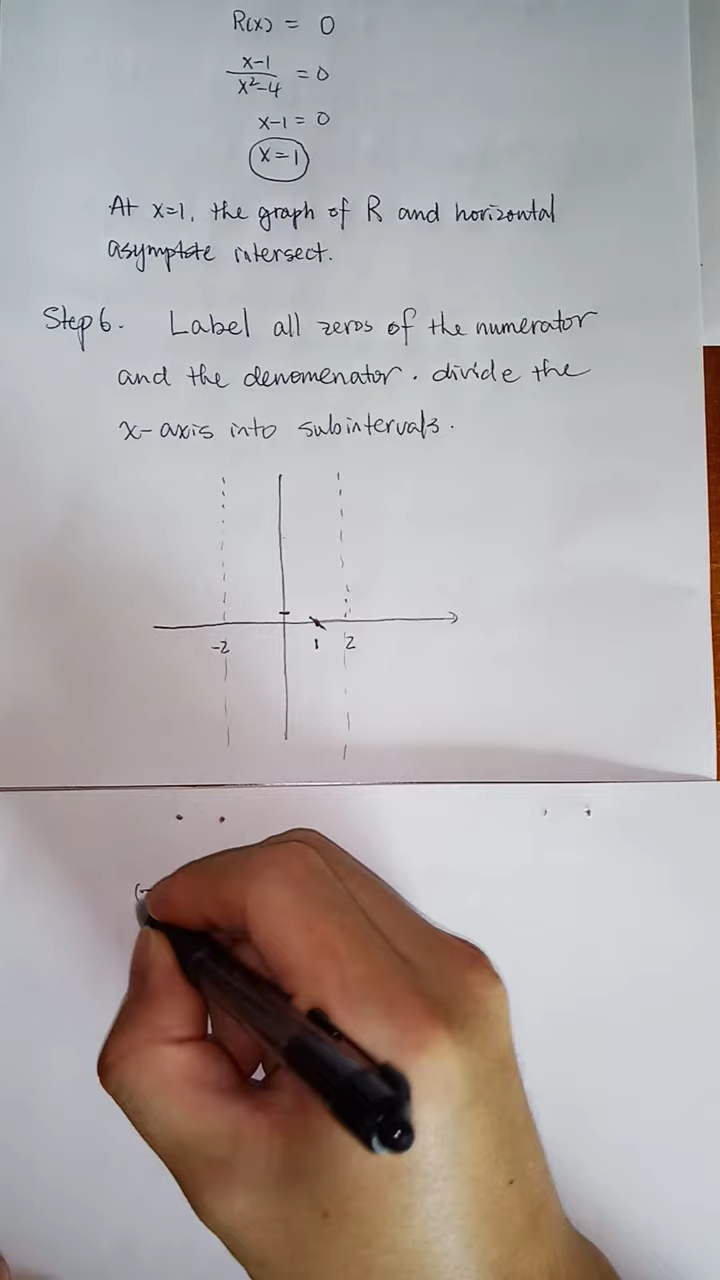 R(x) = 0
x-1 / x²-4 = 0
x-1 = 0
x=1
At x=1, the graph of R and horizontal
asymptote intersect.
Step 6. Label all zeros of the numerator
and the denomenator. divide the
x-axis into subintervals.
-2 1 2
(-